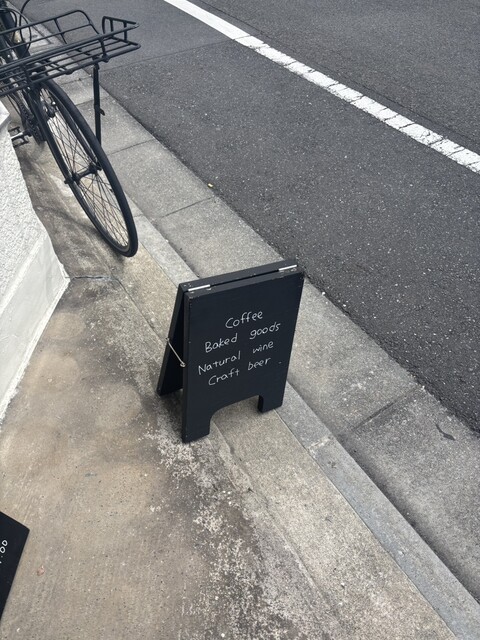 Coffee
Baked goods
Natural wine
Craft beer